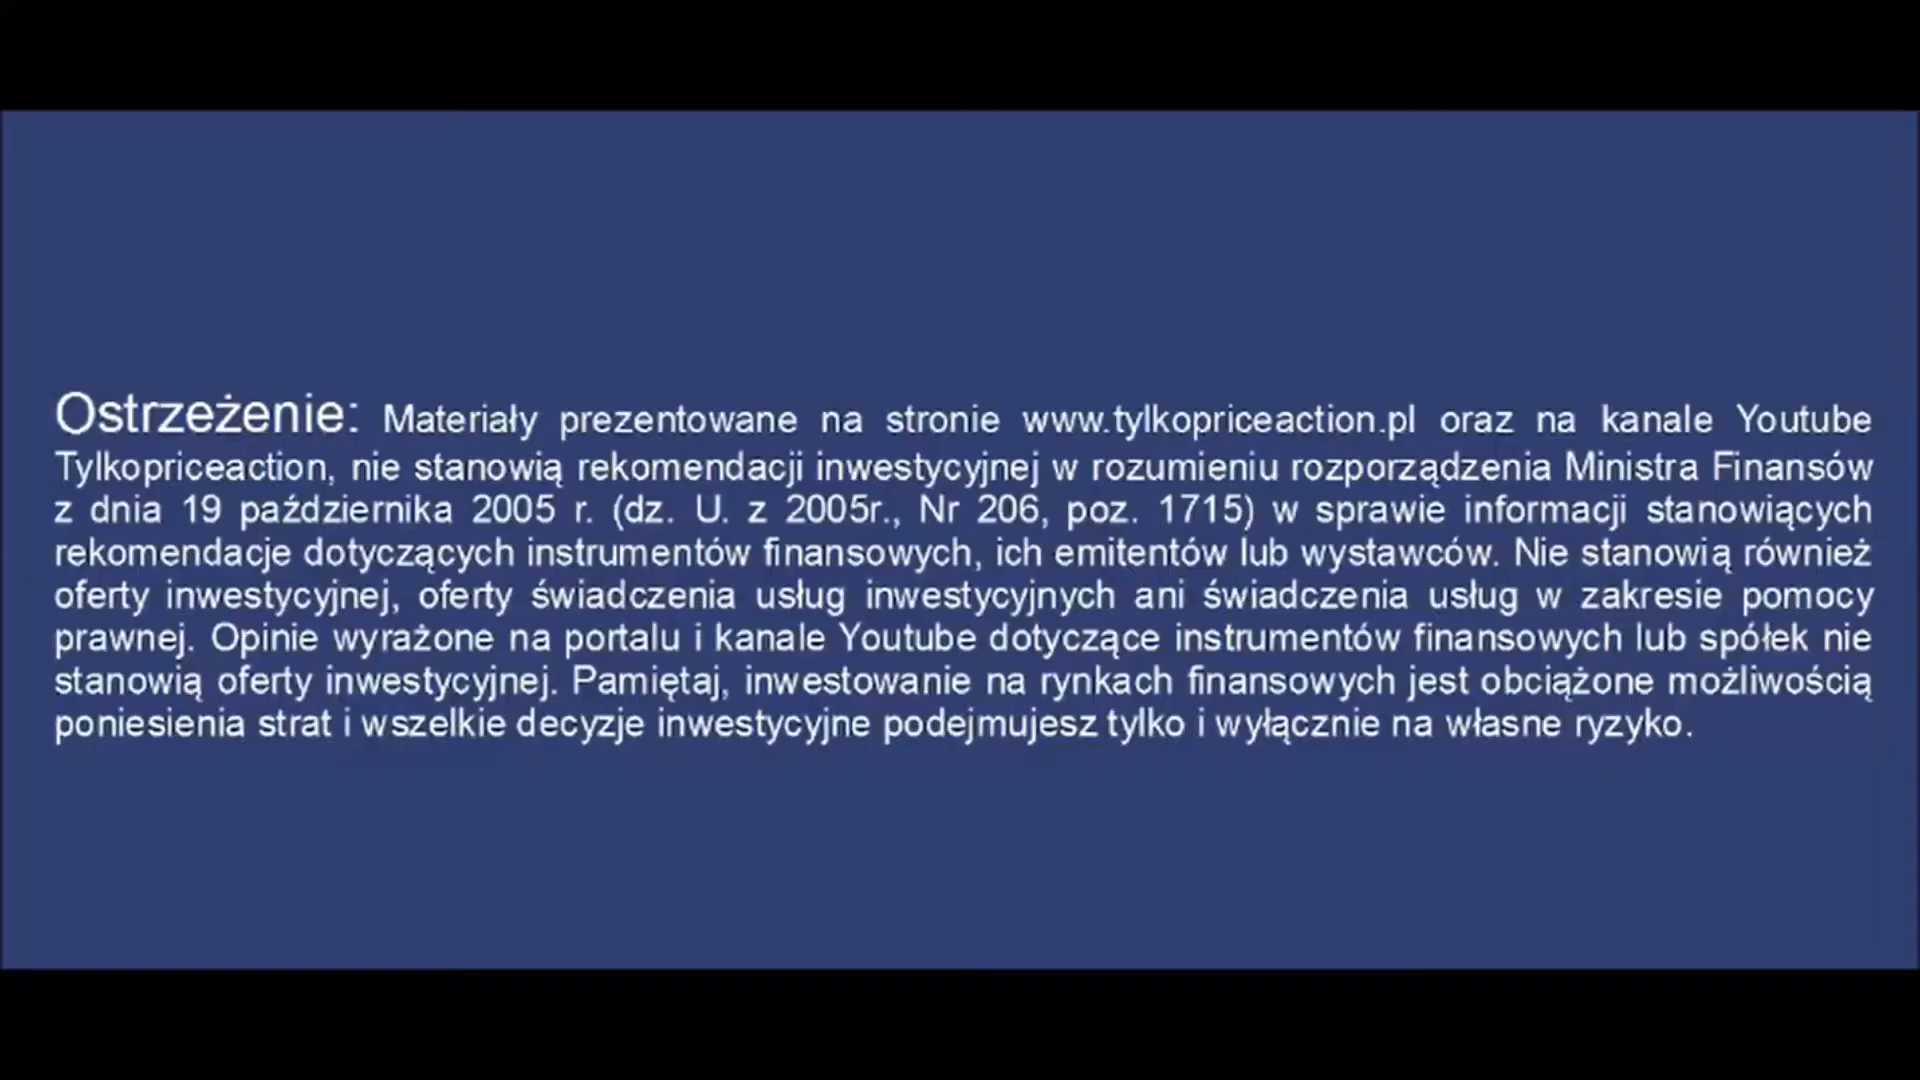 Ostrzeżenie: Materiały prezentowane na stronie www.tylkopriceaction.pl oraz na kanale Youtube
Tylkopriceaction, nie stanowią rekomendacji inwestycyjnej w rozumieniu rozporządzenia Ministra Finansów
z dnia 19 października 2005 r. (dz. U. z 2005r., Nr 206, poz. 1715) w sprawie informacji stanowiących
rekomendacje dotyczących instrumentów finansowych, ich emitentów lub wystawców. Nie stanowią również
oferty inwestycyjnej, oferty świadczenia usług inwestycyjnych ani świadczenia usług w zakresie pomocy
prawnej. Opinie wyrażone na portalu i kanale Youtube dotyczące instrumentów finansowych lub spółek nie
stanowią oferty inwestycyjnej. Pamiętaj, inwestowanie na rynkach finansowych jest obciążone możliwością
poniesienia strat i wszelkie decyzje inwestycyjne podejmujesz tylko i wyłącznie na własne ryzyko.